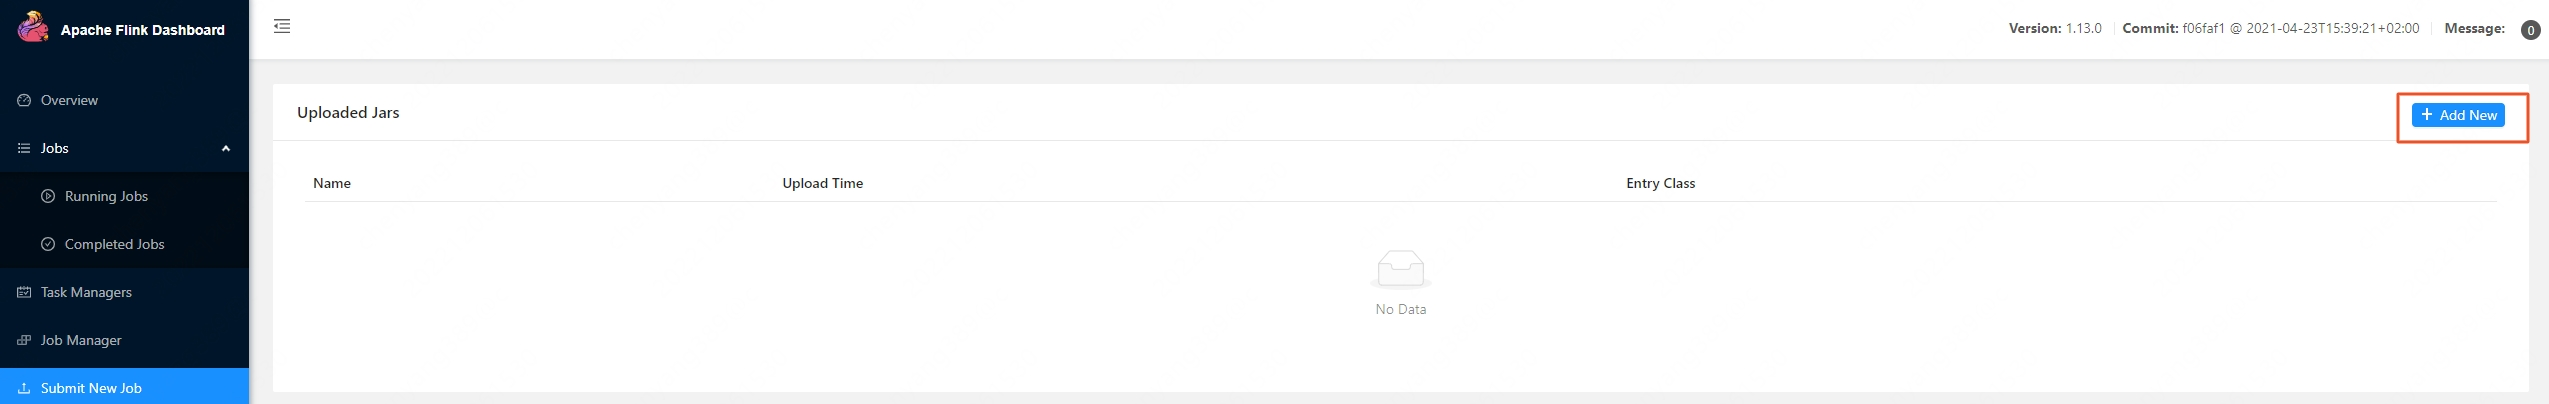 Apache Flink Dashboard
Version: 1.13.0 Commit: f06faf1 @ 2021-04-23T15:39:21+02:00 Message: 0
Overview
Jobs
Running Jobs
Completed Jobs
Task Managers
Job Manager
Submit New Job
Uploaded Jars
+ Add New
Name Upload Time Entry Class
No Data